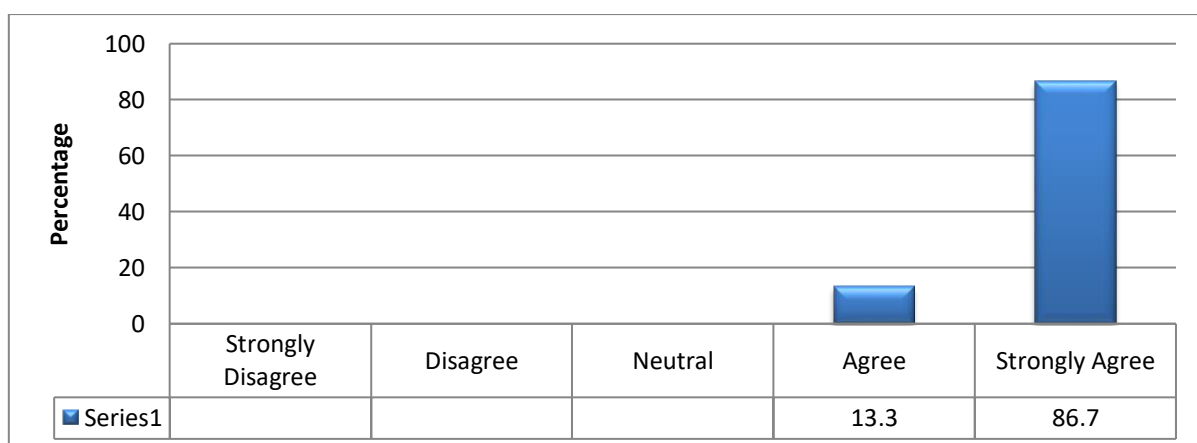 100
80
60
40
20
0
Percentage
Strongly
Disagree
Disagree
Neutral
Agree
Strongly Agree
Series1
13.3
86.7